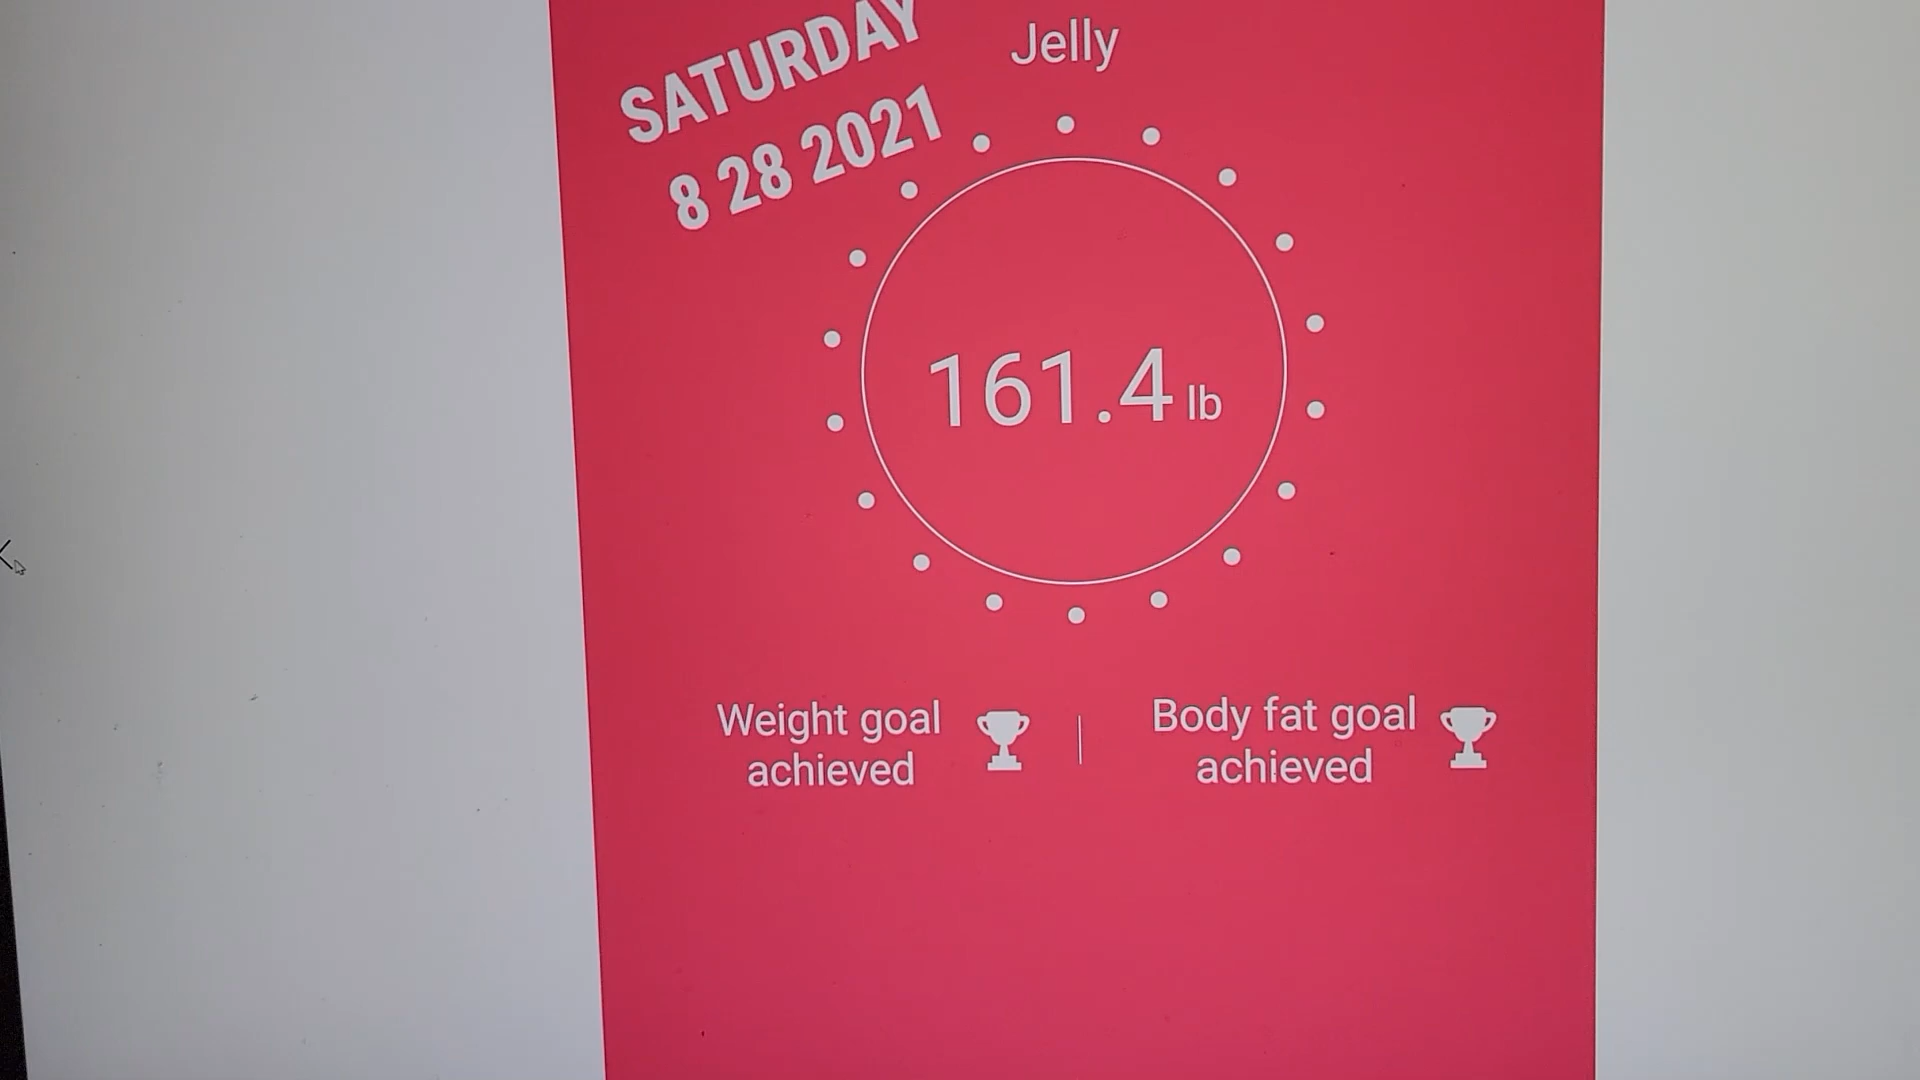 SATURDAY
8 28 2021
Jelly
161.4 lb
Weight goal
achieved
Body fat goal
achieved